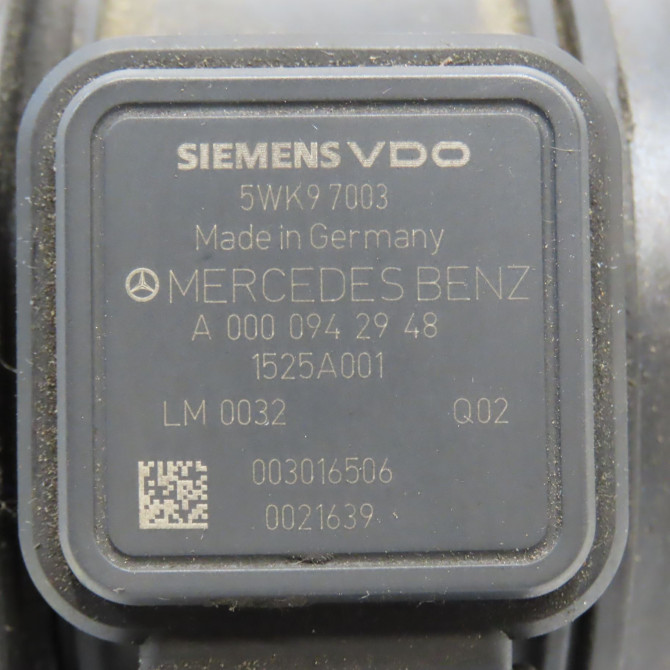 SIEMENS VDO
5WK9 7003
Made in Germany
MERCEDES BENZ
A 000 094 29 48
1525A001
LM 0032 Q02
003016506
0021639